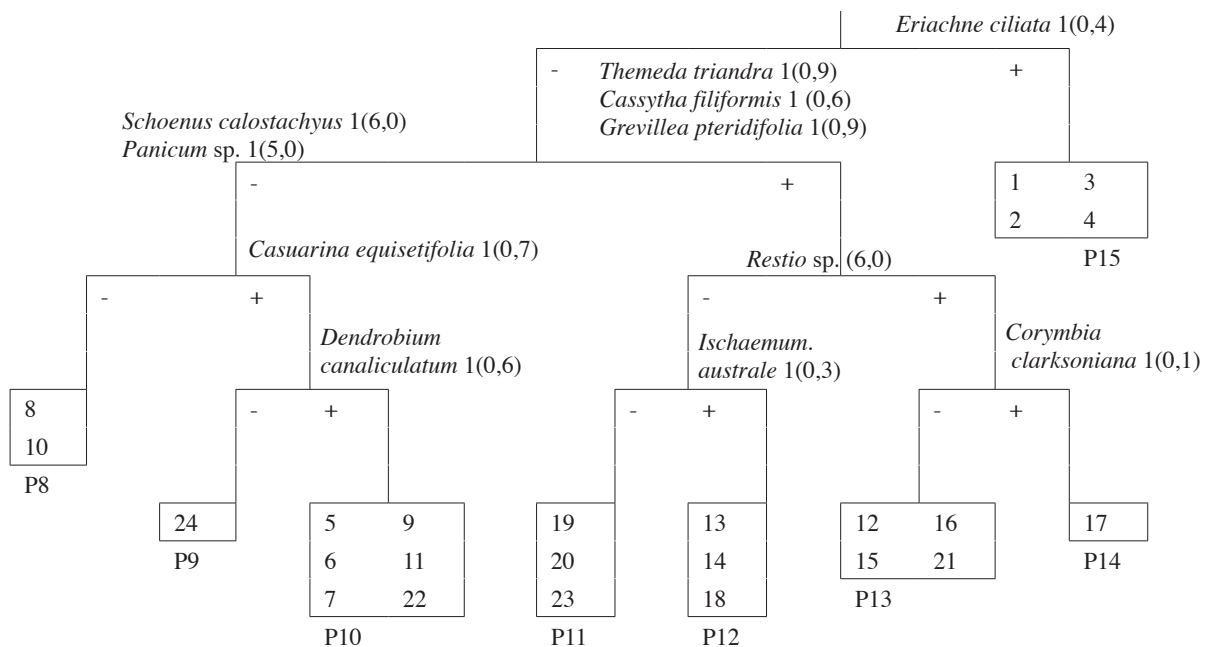 Eriachne ciliata 1(0,4)
- Themeda triandra 1(0,9) +
Cassytha filiformis 1 (0,6)
Schoenus calostachyus 1(6,0) Grevillea pteridifolia 1(0,9)
Panicum sp. 1(5,0)
- + 1 3
2 4
Casuarina equisetifolia 1(0,7) Restio sp. (6,0) P15
- + - +
Dendrobium Ischaemum. Corymbia
canaliculatum 1(0,6) australe 1(0,3) clarksoniana 1(0,1)
8 - + - + - +
10
P8
24 5 9 19 13 12 16 17
P9 6 11 20 14 15 21 P14
7 22 23 18 P13
P10 P11 P12